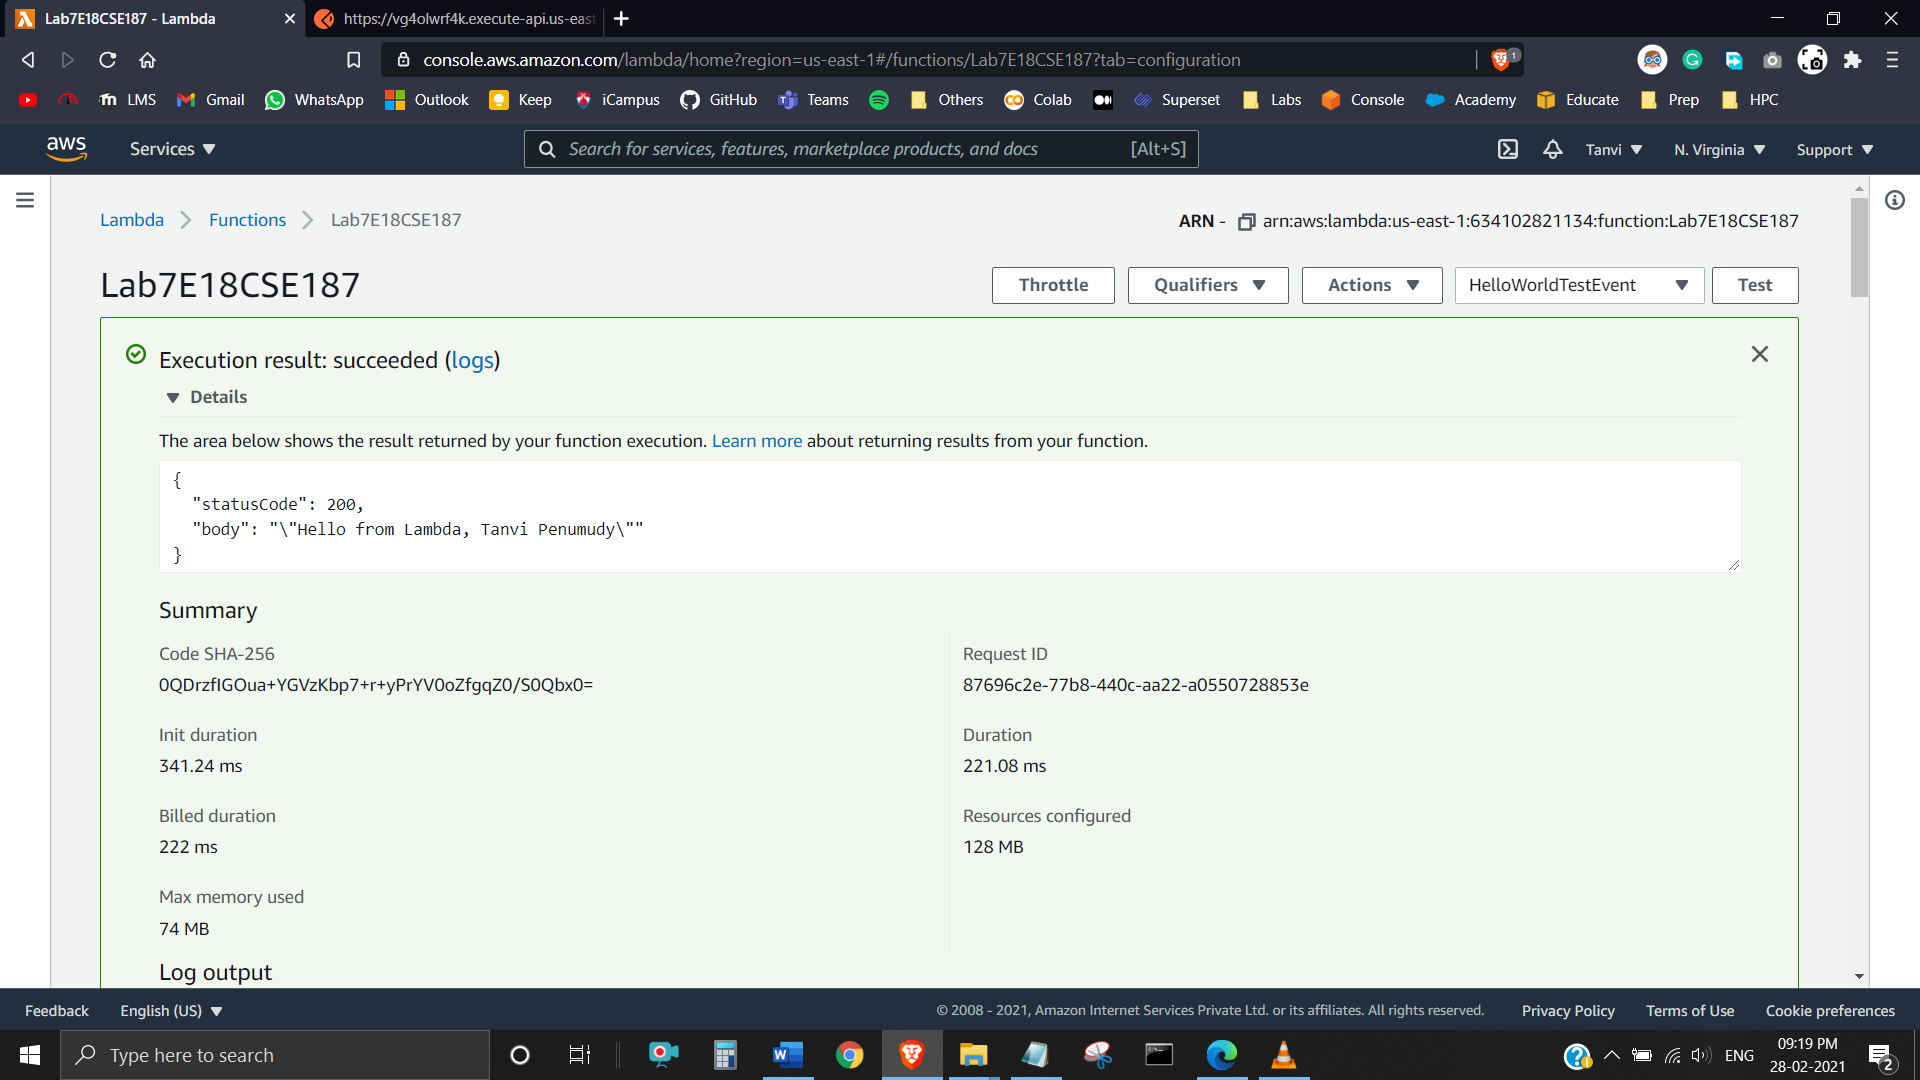 Lab7E18CSE187 - Lambda
https://vg4olwrf4k.execute-api.us-east
console.aws.amazon.com/lambda/home?region=us-east-1#/functions/Lab7E18CSE187?tab=configuration
1
LMS Gmail WhatsApp Outlook Keep iCampus GitHub Teams Others Colab Superset Labs Console Academy Educate Prep HPC
aws Services Search for services, features, marketplace products, and docs [Alt+S] Tanvi N. Virginia Support
Lambda Functions Lab7E18CSE187 ARN - arn:aws:lambda:us-east-1:634102821134:function:Lab7E18CSE187
Lab7E18CSE187 Throttle Qualifiers Actions HelloWorldTestEvent Test
Execution result: succeeded (logs)
Details
The area below shows the result returned by your function execution. Learn more about returning results from your function.
{
"statusCode": 200,
"body": "\"Hello from Lambda, Tanvi Penumudy\""
}
Summary
Code SHA-256
0QDrzfIGOua+YGVzKbp7+r+yPrYV0oZfgqZ0/S0Qbx0=
Request ID
87696c2e-77b8-440c-aa22-a0550728853e
Init duration
341.24 ms
Duration
221.08 ms
Billed duration
222 ms
Resources configured
128 MB
Max memory used
74 MB
Log output
Feedback English (US) © 2008 - 2021, Amazon Internet Services Private Ltd. or its affiliates. All rights reserved. Privacy Policy Terms of Use Cookie preferences
Type here to search
ENG
09:19 PM
28-02-2021
2